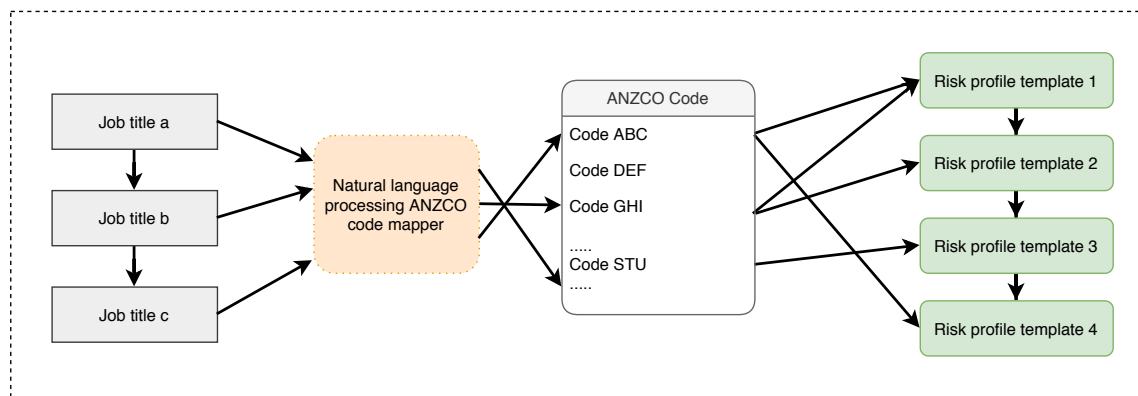 Job title a
Job title b
Job title c
Natural language
processing ANZCO
code mapper
ANZCO Code
Code ABC
Code DEF
Code GHI
.....
Code STU
.....
Risk profile template 1
Risk profile template 2
Risk profile template 3
Risk profile template 4